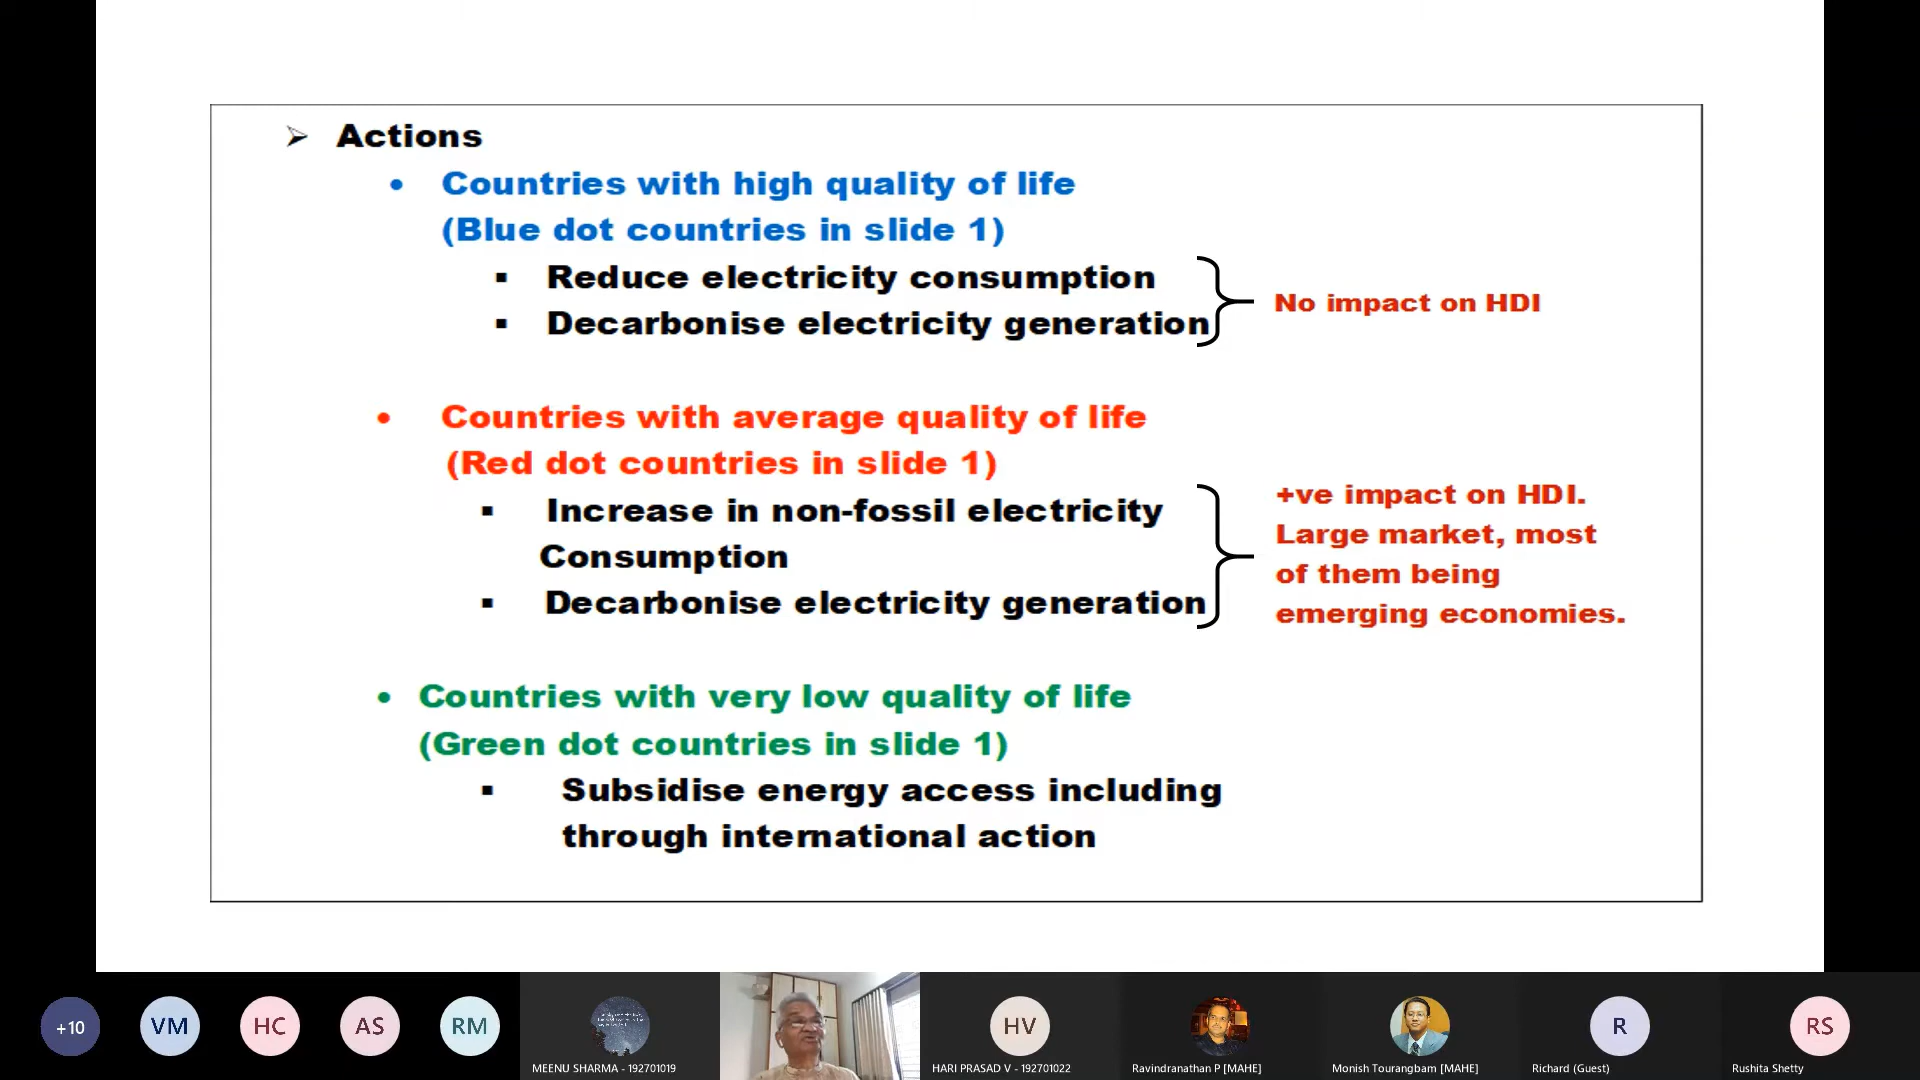 Actions
Countries with high quality of life
(Blue dot countries in slide 1)
Reduce electricity consumption
Decarbonise electricity generation
No impact on HDI
Countries with average quality of life
(Red dot countries in slide 1)
Increase in non-fossil electricity
Consumption
Decarbonise electricity generation
+ve impact on HDI.
Large market, most
of them being
emerging economies.
Countries with very low quality of life
(Green dot countries in slide 1)
Subsidise energy access including
through international action
+10
VM
HC
AS
RM
MEENU SHARMA - 192701019
HV
HARI PRASAD V - 192701022
Ravindranathan P [MAHE]
Monish Tourangbam [MAHE]
R
Richard (Guest)
RS
Rushita Shetty